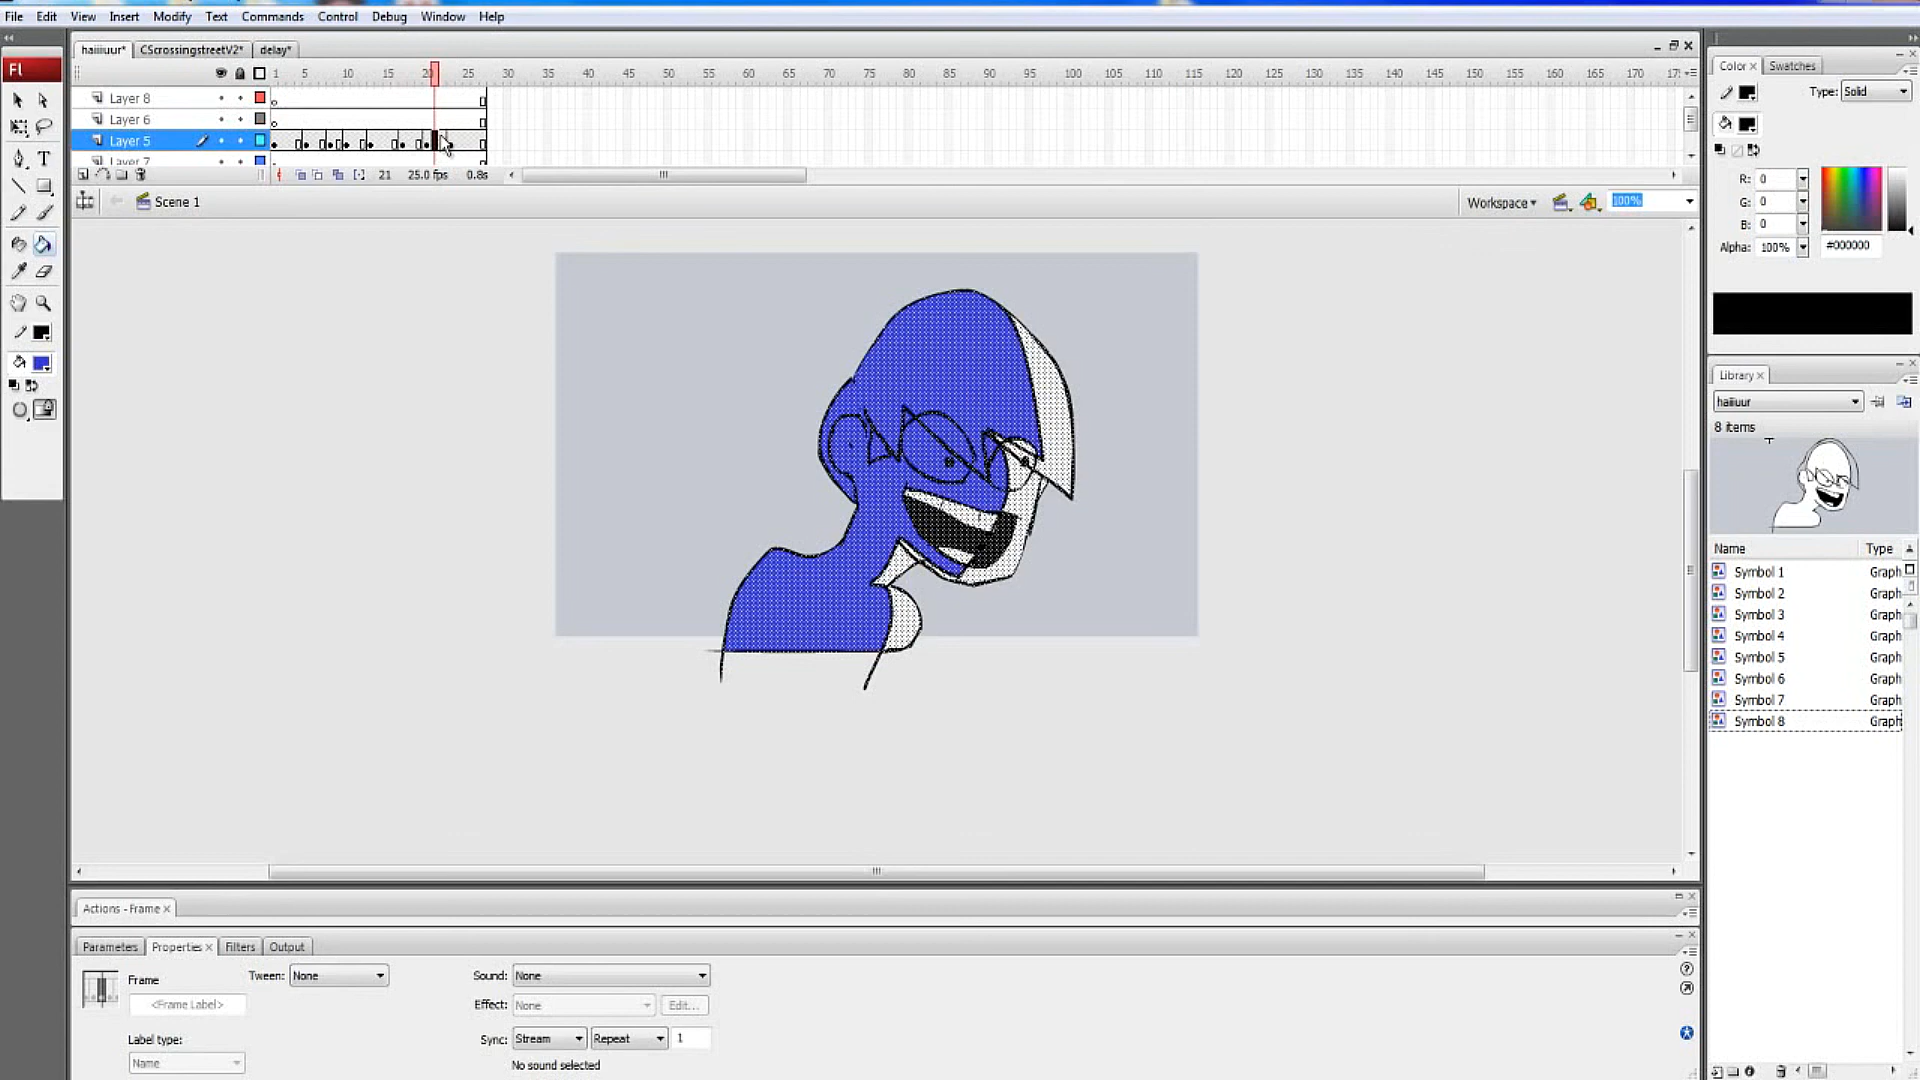 File Edit View Insert Modify Text Commands Control Debug Window Help
haiiiuur* CScrossingstreetV2* delay*
Fl
1 5 10 15 20 25 30 35 40 45 50 55 60 65 70 75 80 85 90 95 100 105 110 115 120 125 130 135 140 145 150 155 160 165 170
Layer 8
Layer 6
Layer 5
Layer 7
21 25.0 fps 0.8s
Scene 1
Workspace 100%
Color Swatches
Type: Solid
R: 0
G: 0
B: 0
Alpha: 100% #000000
Library
haiiiuur
8 items
Name Type
Symbol 1 Graph
Symbol 2 Graph
Symbol 3 Graph
Symbol 4 Graph
Symbol 5 Graph
Symbol 6 Graph
Symbol 7 Graph
Symbol 8 Graph
Actions - Frame
Parameters Properties Filters Output
Frame Tween: None Sound: None
<Frame Label> Effect: None Edit...
Label type: Sync: Stream Repeat 1
Name No sound selected